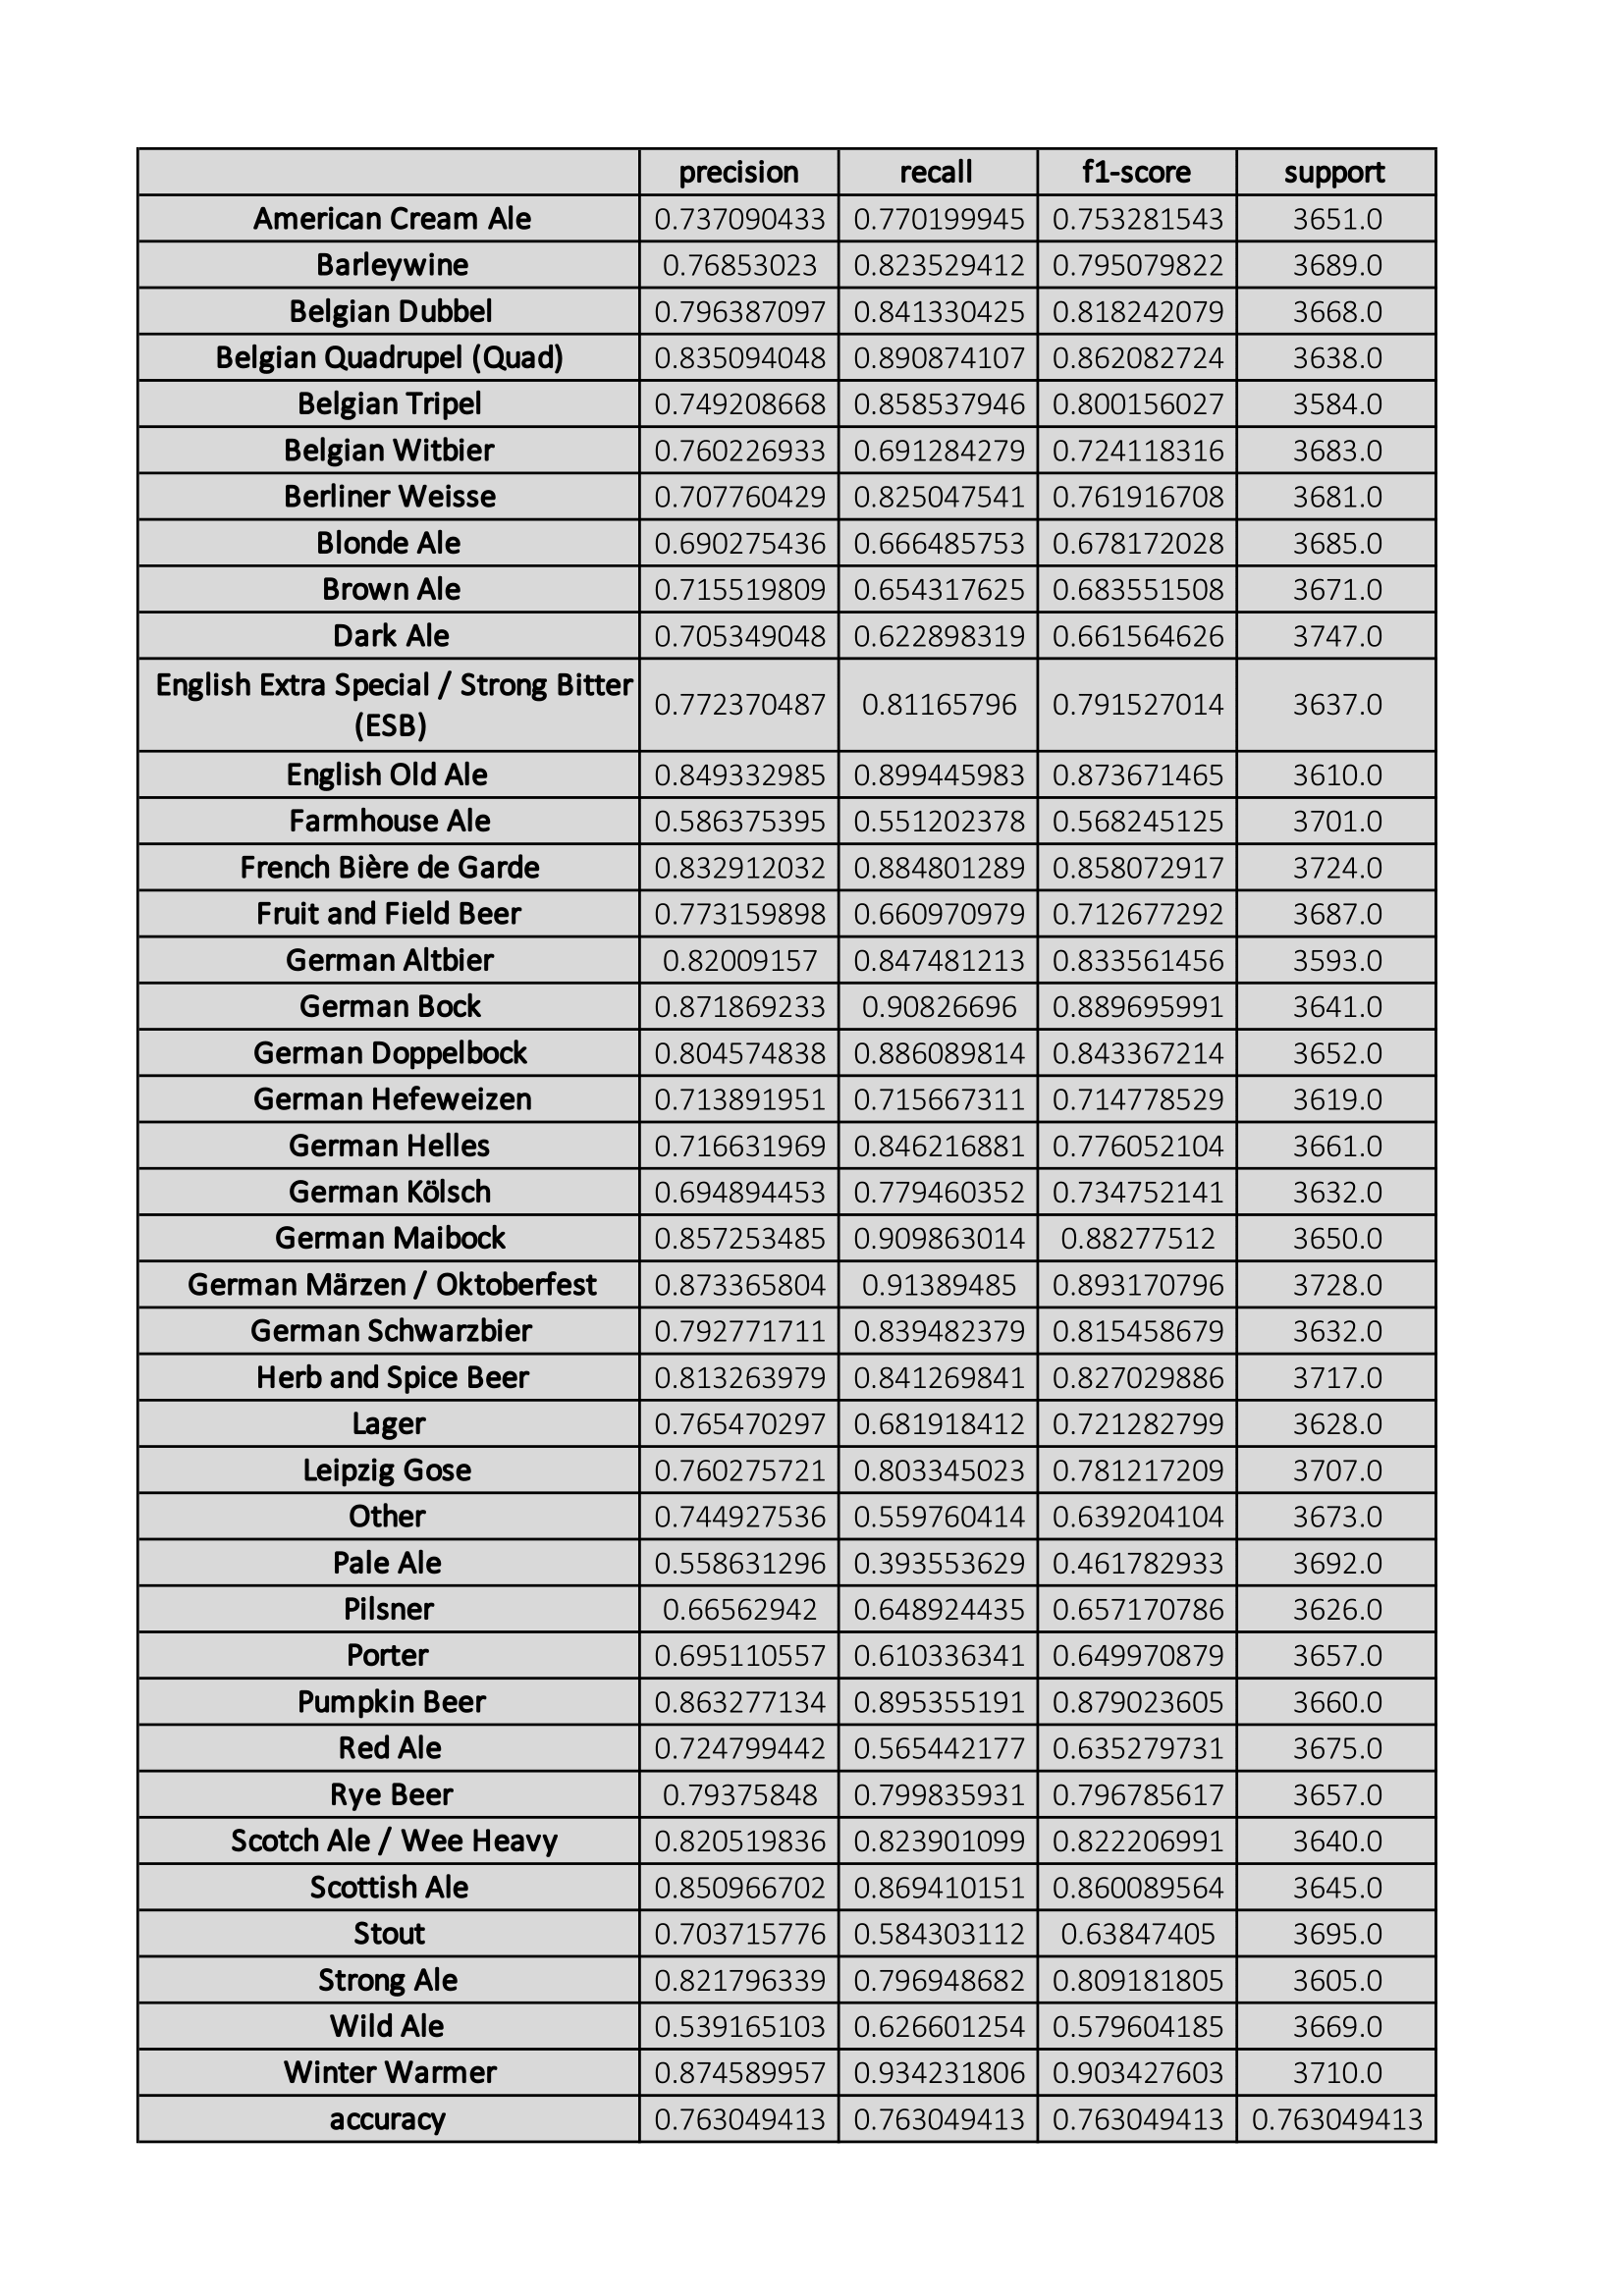 precision recall f1-score support
American Cream Ale 0.737090433 0.770199945 0.753281543 3651.0
Barleywine 0.76853023 0.823529412 0.795079822 3689.0
Belgian Dubbel 0.796387097 0.841330425 0.818242079 3668.0
Belgian Quadrupel (Quad) 0.835094048 0.890874107 0.862082724 3638.0
Belgian Tripel 0.749208668 0.858537946 0.800156027 3584.0
Belgian Witbier 0.760226933 0.691284279 0.724118316 3683.0
Berliner Weisse 0.707760429 0.825047541 0.761916708 3681.0
Blonde Ale 0.690275436 0.666485753 0.678172028 3685.0
Brown Ale 0.715519809 0.654317625 0.683551508 3671.0
Dark Ale 0.705349048 0.622898319 0.661564626 3747.0
English Extra Special / Strong Bitter
(ESB) 0.772370487 0.81165796 0.791527014 3637.0
English Old Ale 0.849332985 0.899445983 0.873671465 3610.0
Farmhouse Ale 0.586375395 0.551202378 0.568245125 3701.0
French Bière de Garde 0.832912032 0.884801289 0.858072917 3724.0
Fruit and Field Beer 0.773159898 0.660970979 0.712677292 3687.0
German Altbier 0.82009157 0.847481213 0.833561456 3593.0
German Bock 0.871869233 0.90826696 0.889695991 3641.0
German Doppelbock 0.804574838 0.886089814 0.843367214 3652.0
German Hefeweizen 0.713891951 0.715667311 0.714778529 3619.0
German Helles 0.716631969 0.846216881 0.776052104 3661.0
German Kölsch 0.694894453 0.779460352 0.734752141 3632.0
German Maibock 0.857253485 0.909863014 0.88277512 3650.0
German Märzen / Oktoberfest 0.873365804 0.91389485 0.893170796 3728.0
German Schwarzbier 0.792771711 0.839482379 0.815458679 3632.0
Herb and Spice Beer 0.813263979 0.841269841 0.827029886 3717.0
Lager 0.765470297 0.681918412 0.721282799 3628.0
Leipzig Gose 0.760275721 0.803345023 0.781217209 3707.0
Other 0.744927536 0.559760414 0.639204104 3673.0
Pale Ale 0.558631296 0.393553629 0.461782933 3692.0
Pilsner 0.66562942 0.648924435 0.657170786 3626.0
Porter 0.695110557 0.610336341 0.649970879 3657.0
Pumpkin Beer 0.863277134 0.895355191 0.879023605 3660.0
Red Ale 0.724799442 0.565442177 0.635279731 3675.0
Rye Beer 0.79375848 0.799835931 0.796785617 3657.0
Scotch Ale / Wee Heavy 0.820519836 0.823901099 0.822206991 3640.0
Scottish Ale 0.850966702 0.869410151 0.860089564 3645.0
Stout 0.703715776 0.584303112 0.63847405 3695.0
Strong Ale 0.821796339 0.796948682 0.809181805 3605.0
Wild Ale 0.539165103 0.626601254 0.579604185 3669.0
Winter Warmer 0.874589957 0.934231806 0.903427603 3710.0
accuracy 0.763049413 0.763049413 0.763049413 0.763049413